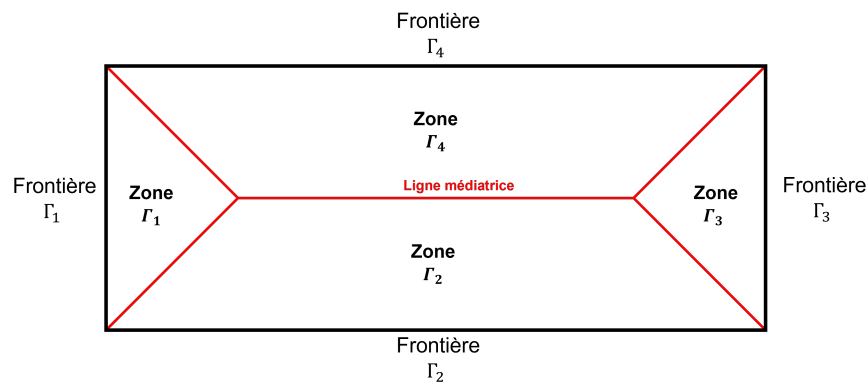 Frontière
Γ₄
Zone
Γ₄
Frontière
Γ₁
Zone
Γ₁
Ligne médiatrice
Zone
Γ₃
Frontière
Γ₃
Zone
Γ₂
Frontière
Γ₂